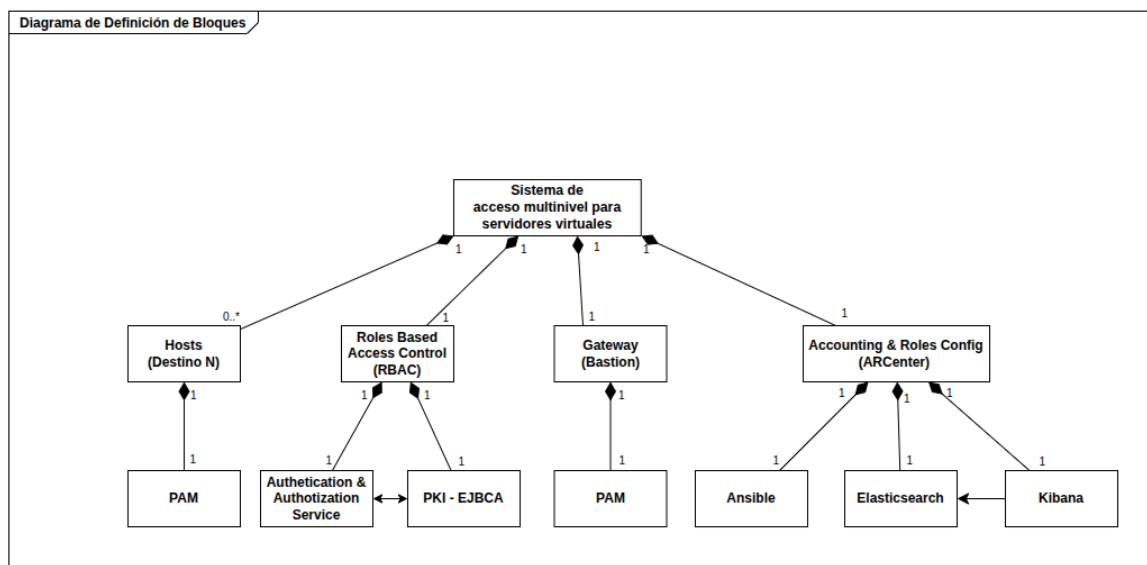 Diagrama de Definición de Bloques
Sistema de
acceso multinivel para
servidores virtuales
1
1
1
1
0..*
1
1
1
Hosts
(Destino N)
Roles Based
Access Control
(RBAC)
Gateway
(Bastion)
Accounting & Roles Config
(ARCenter)
1
1
1
1
1
1
1
1
1
1
1
1
1
1
PAM
Authetication &
Authotization
Service
PKI - EJBCA
PAM
Ansible
Elasticsearch
Kibana